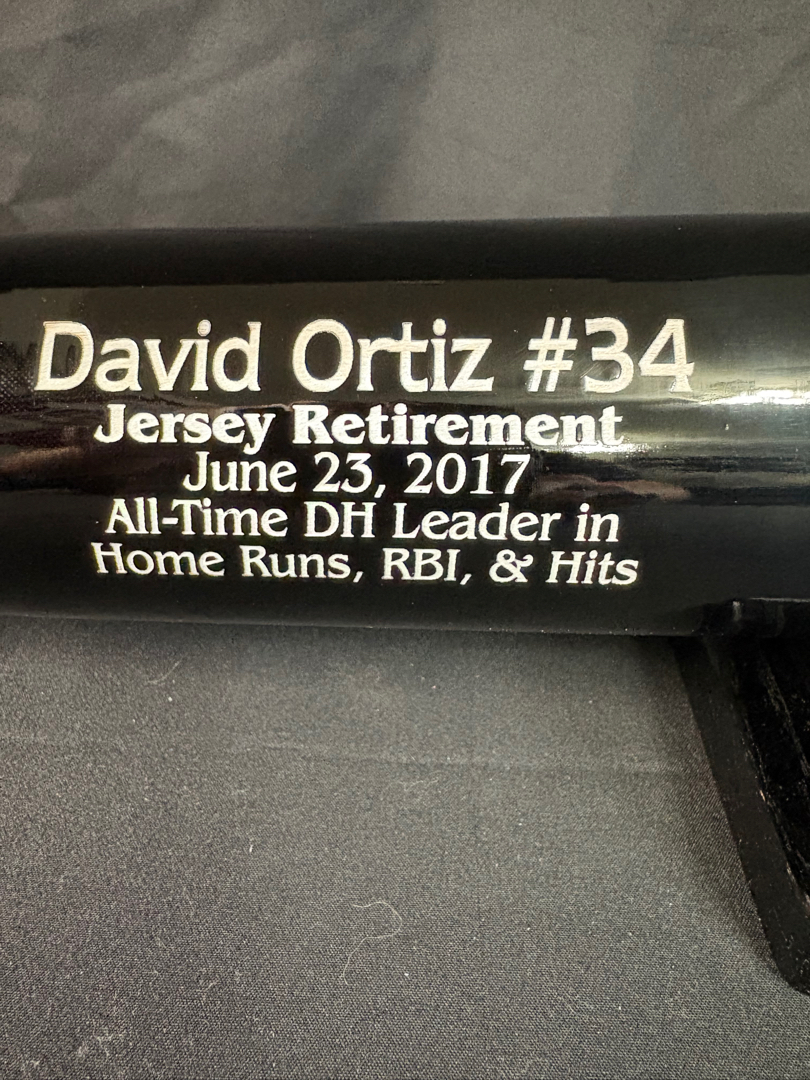 David Ortiz #34
Jersey Retirement
June 23, 2017
All-Time DH Leader in
Home Runs, RBI, & Hits